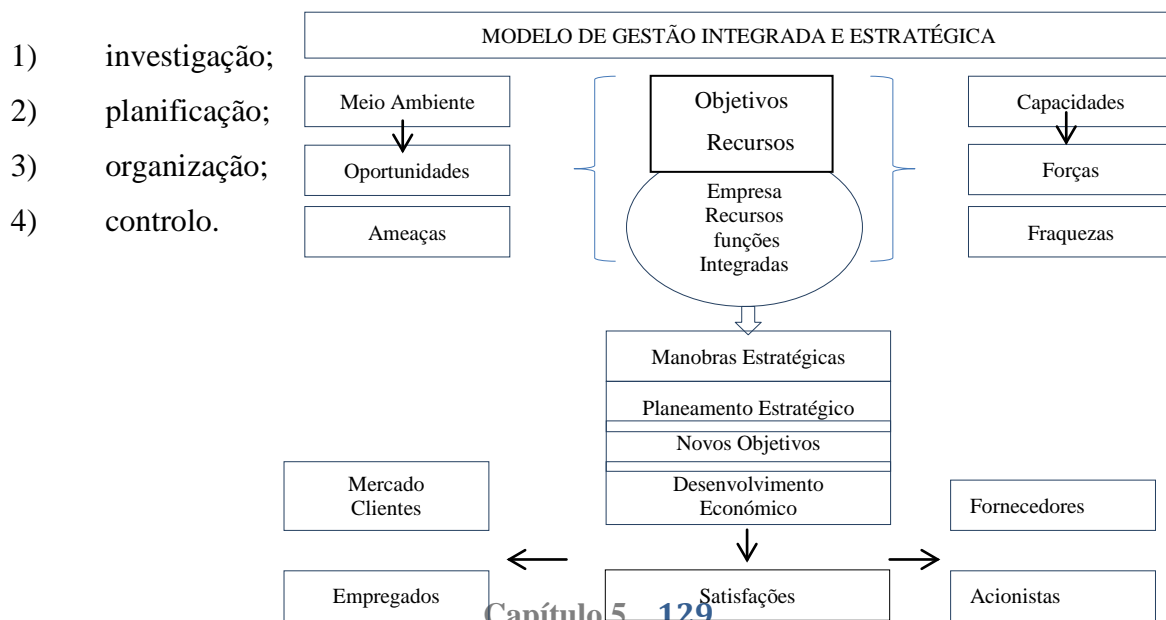 1) investigação;
2) planificação;
3) organização;
4) controlo.
MODELO DE GESTÃO INTEGRADA E ESTRATÉGICA
Meio Ambiente
Oportunidades
Ameaças
Objetivos
Recursos
Empresa
Recursos
funções
Integradas
Capacidades
Forças
Fraquezas
Manobras Estratégicas
Planeamento Estratégico
Novos Objetivos
Desenvolvimento
Económico
Mercado
Clientes
Fornecedores
Empregados
Satisfações
Acionistas
Capítulo 5 129